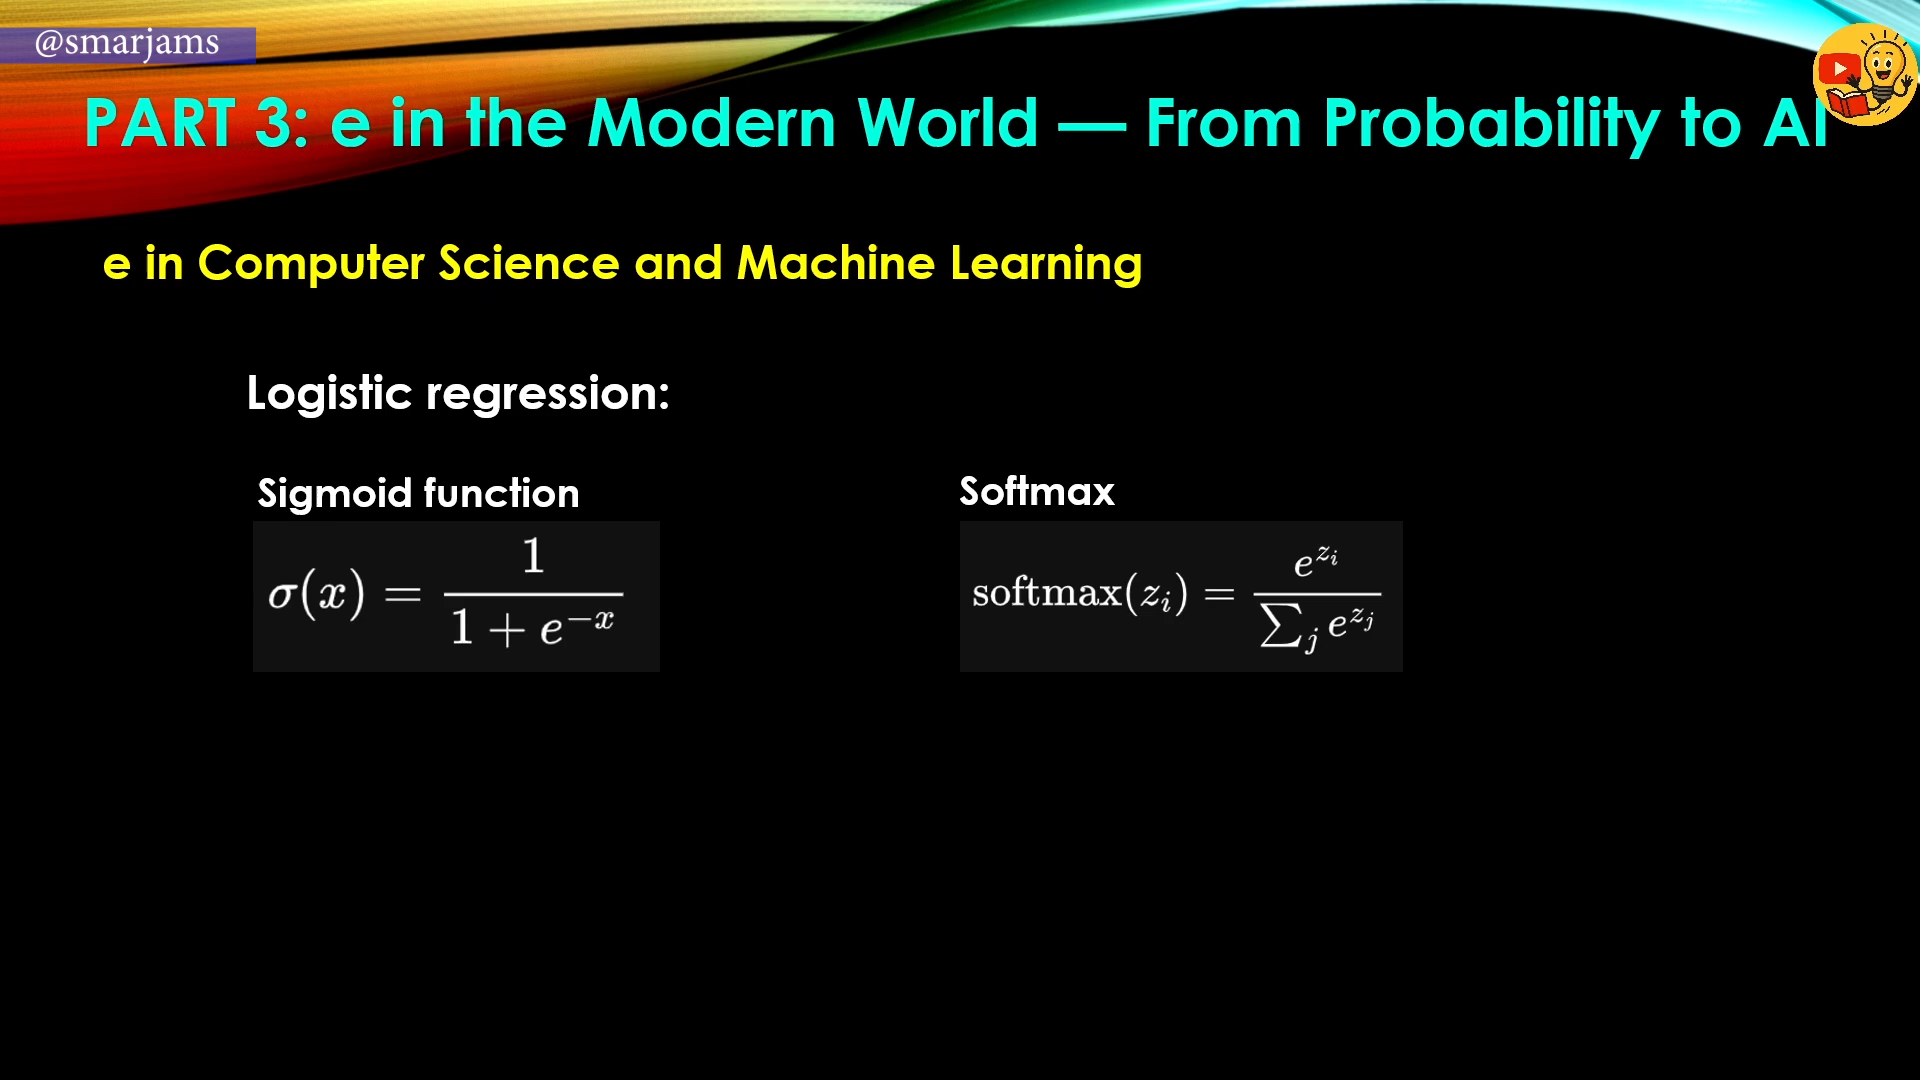 @smarjams
PART 3: e in the Modern World — From Probability to AI
e in Computer Science and Machine Learning
Logistic regression:
Sigmoid function
σ(x) = 1 / (1 + e^{-x})
Softmax
softmax(z_i) = e^{z_i} / ∑_j e^{z_j}